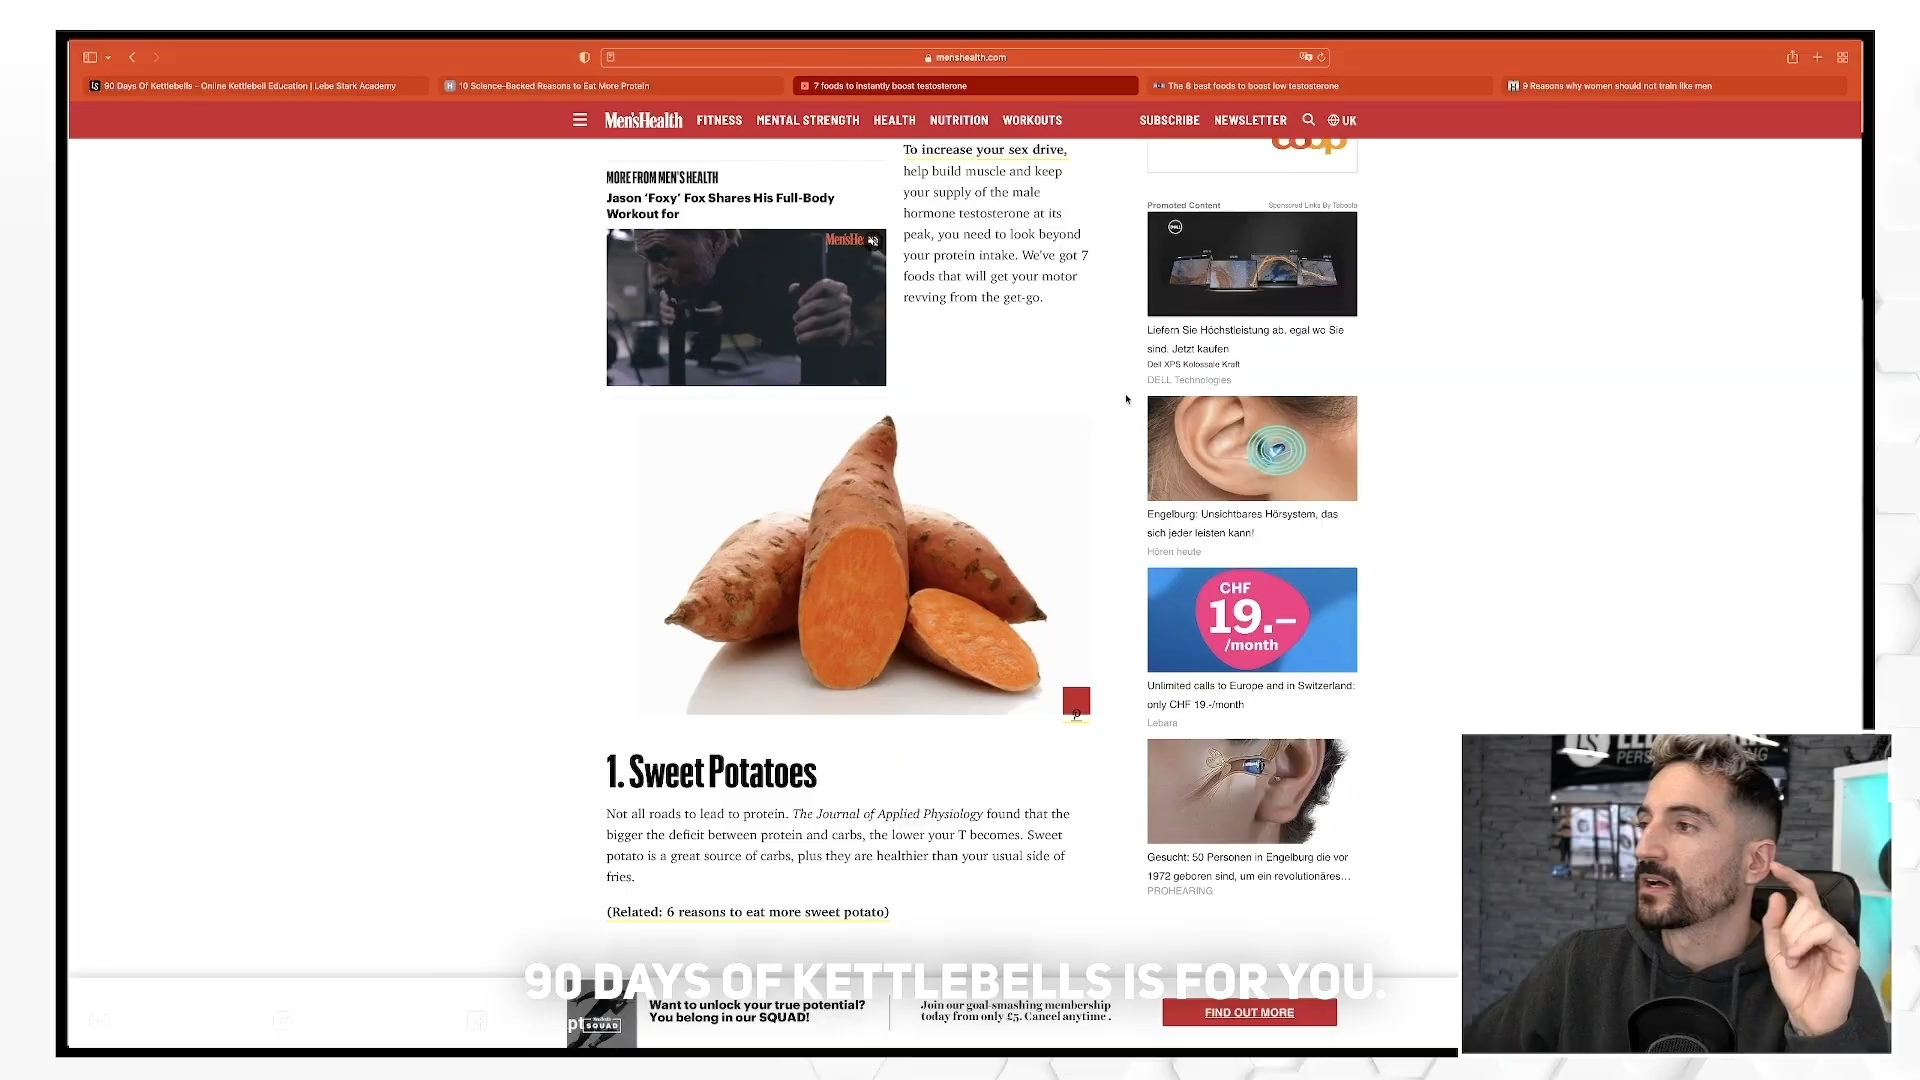 menshealth.com
90 Days Of Kettlebells – Online Kettlebell Education | Lebe Stark Academy
10 Science-Backed Reasons to Eat More Protein
7 foods to instantly boost testosterone
The 8 best foods to boost low testosterone
9 Reasons why women should not train like men
Men'sHealth FITNESS MENTAL STRENGTH HEALTH NUTRITION WORKOUTS SUBSCRIBE NEWSLETTER UK
MORE FROM MEN'S HEALTH
Jason ‘Foxy’ Fox Shares His Full-Body
Workout for
Men'sHe
To increase your sex drive,
help build muscle and keep
your supply of the male
hormone testosterone at its
peak, you need to look beyond
your protein intake. We've got 7
foods that will get your motor
revving from the get-go.
1. Sweet Potatoes
Not all roads to lead to protein. The Journal of Applied Physiology found that the
bigger the deficit between protein and carbs, the lower your T becomes. Sweet
potato is a great source of carbs, plus they are healthier than your usual side of
fries.
(Related: 6 reasons to eat more sweet potato)
coop
Promoted Content
Sponsored Links By Taboola
DELL
Liefern Sie Höchstleistung ab, egal wo Sie
sind. Jetzt kaufen
Dell XPS Kolossale Kraft
DELL Technologies
Engelburg: Unsichtbares Hörsystem, das
sich jeder leisten kann!
Hören heute
CHF
19.–
/month
Unlimited calls to Europe and in Switzerland:
only CHF 19.-/month
Lebara
Gesucht: 50 Personen in Engelburg die vor
1972 geboren sind, um ein revolutionäres...
PROHEARING
90 DAYS OF KETTLEBELLS IS FOR YOU.
SQUAD
Want to unlock your true potential?
You belong in our SQUAD!
Join our goal-smashing membership
today from only £5. Cancel anytime .
FIND OUT MORE